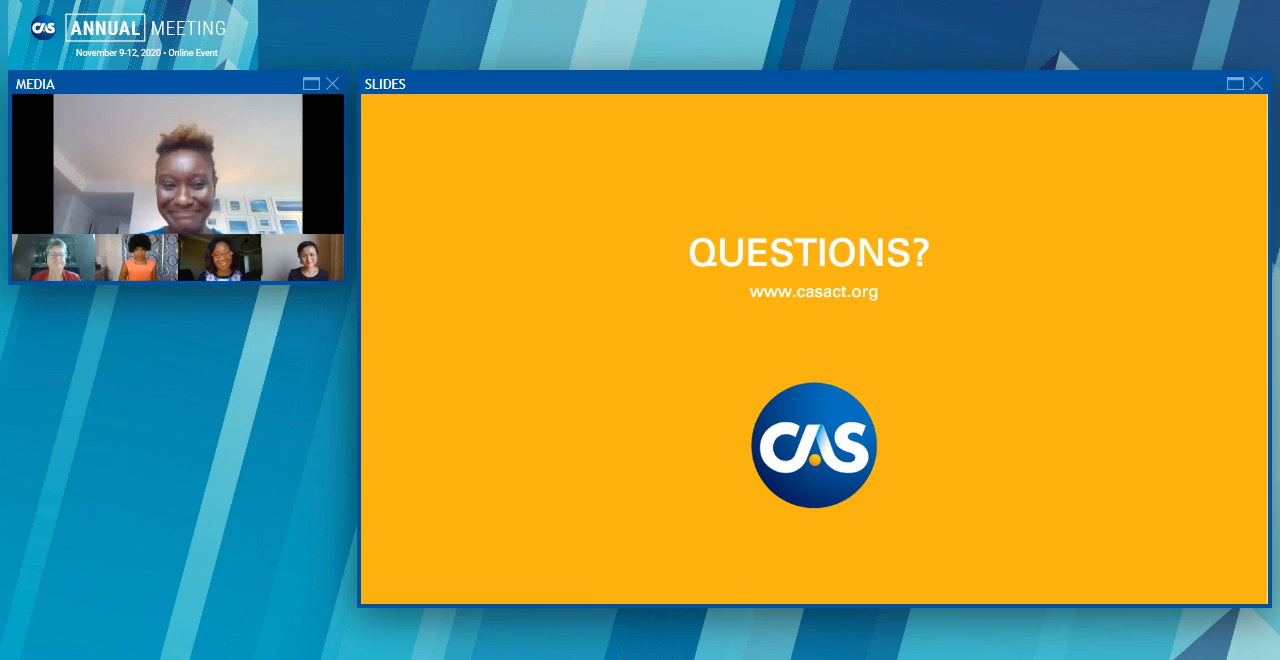 CAS ANNUAL MEETING
November 9-12, 2020 • Online Event
MEDIA
SLIDES
QUESTIONS?
www.casact.org
CAS